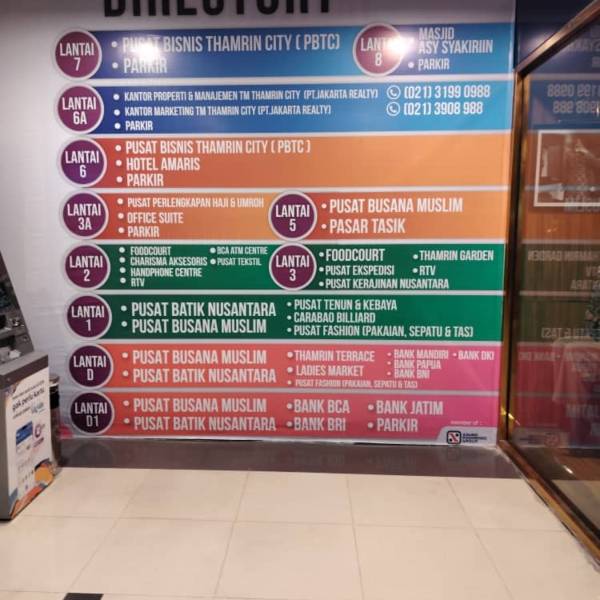 DIRECTORY
LANTAI 7
• PUSAT BISNIS THAMRIN CITY ( PBTC)
• PARKIR
LANTAI 8
• MASJID
ASY SYAKIRIIN
• PARKIR
LANTAI 6A
• KANTOR PROPERTI & MANAJEMEN TM THAMRIN CITY (PT.JAKARTA REALTY)
(021) 3199 0988
• KANTOR MARKETING TM THAMRIN CITY (PT.JAKARTA REALTY)
(021) 3908 988
• PARKIR
LANTAI 6
• PUSAT BISNIS THAMRIN CITY ( PBTC )
• HOTEL AMARIS
• PARKIR
LANTAI 3A
• PUSAT PERLENGKAPAN HAJI & UMROH
• OFFICE SUITE
• PARKIR
LANTAI 5
• PUSAT BUSANA MUSLIM
• PASAR TASIK
LANTAI 2
• FOODCOURT
• CHARISMA AKSESORIS
• HANDPHONE CENTRE
• RTV
• BCA ATM CENTRE
• PUSAT TEKSTIL
LANTAI 3
• FOODCOURT
• PUSAT EKSPEDISI
• PUSAT KERAJINAN NUSANTARA
• THAMRIN GARDEN
• RTV
LANTAI 1
• PUSAT BATIK NUSANTARA
• PUSAT BUSANA MUSLIM
• PUSAT TENUN & KEBAYA
• CARABAO BILLIARD
• PUSAT FASHION (PAKAIAN, SEPATU & TAS)
LANTAI D
• PUSAT BUSANA MUSLIM
• PUSAT BATIK NUSANTARA
• THAMRIN TERRACE
• LADIES MARKET
• PUSAT FASHION (PAKAIAN, SEPATU & TAS)
• BANK MANDIRI
• BANK PAPUA
• BANK BNI
• BANK DKI
LANTAI D1
• PUSAT BUSANA MUSLIM
• PUSAT BATIK NUSANTARA
• BANK BCA
• BANK BRI
• BANK JATIM
• PARKIR
member of :